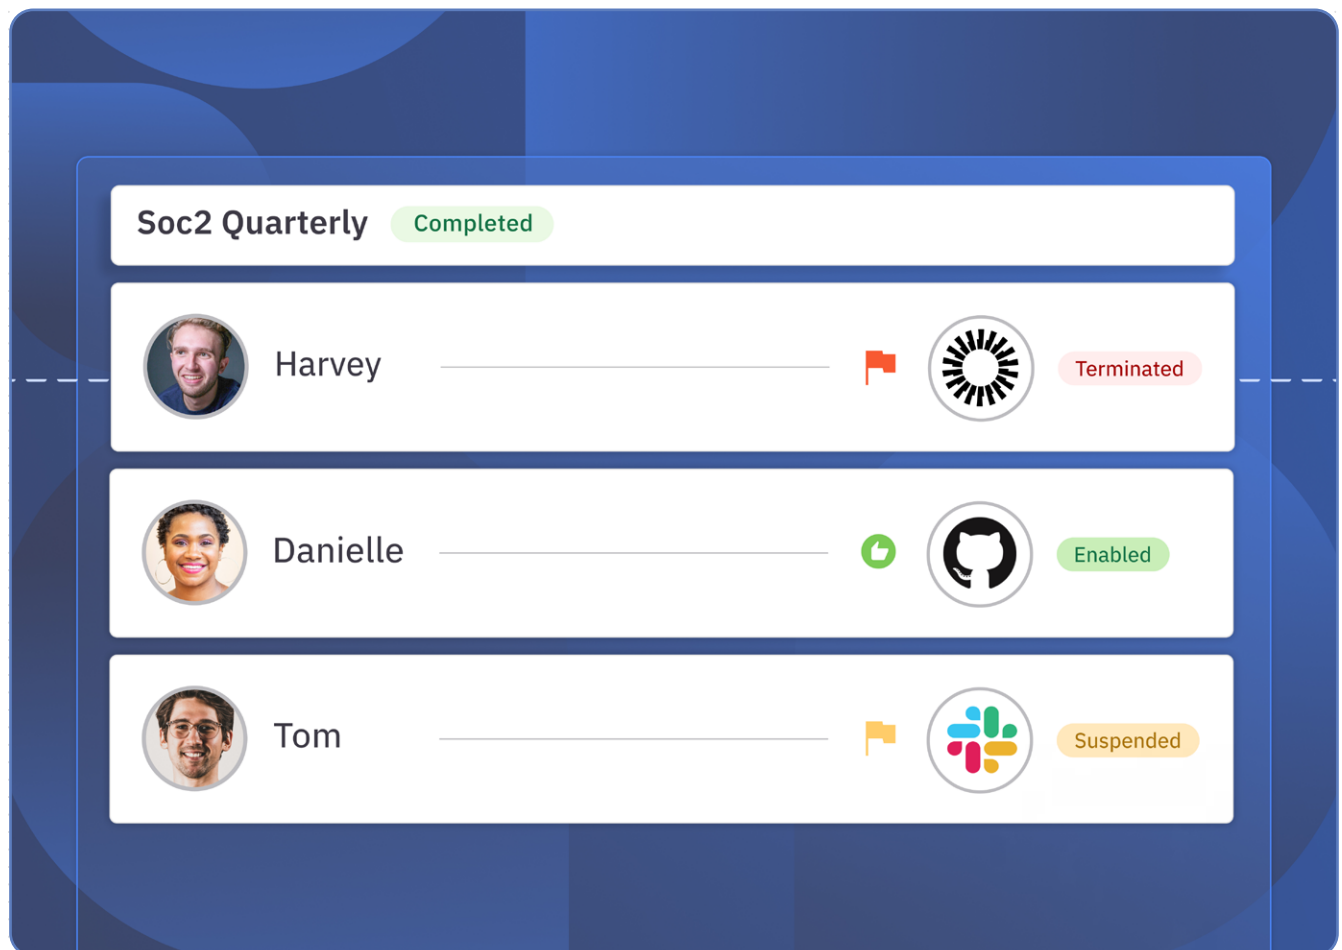 Soc2 Quarterly Completed
Harvey Terminated
Danielle Enabled
Tom Suspended